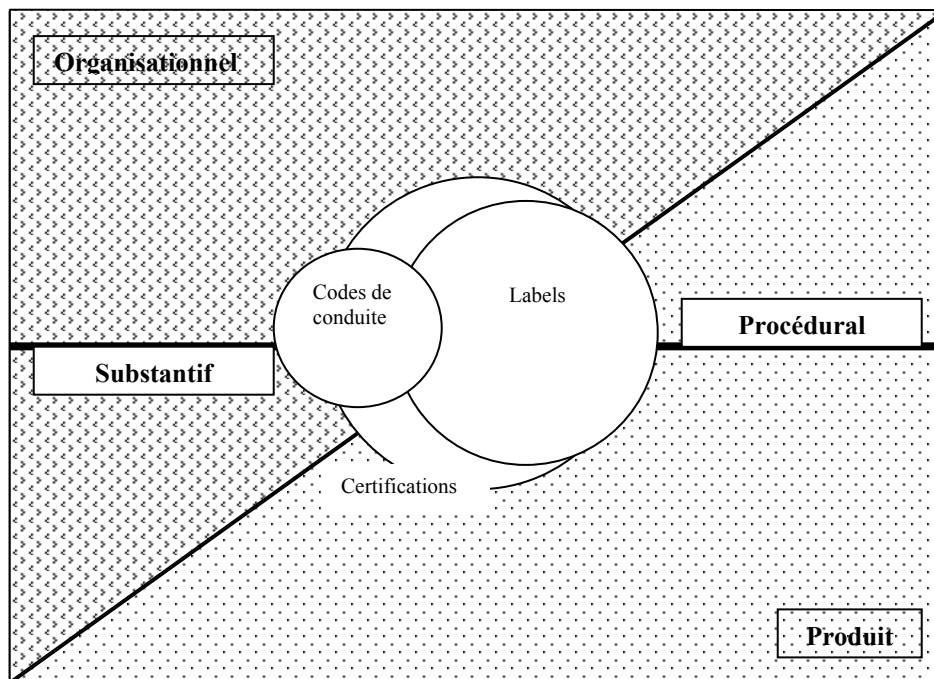 Organisationnel
Codes de
conduite
Labels
Procédural
Substantif
Certifications
Produit